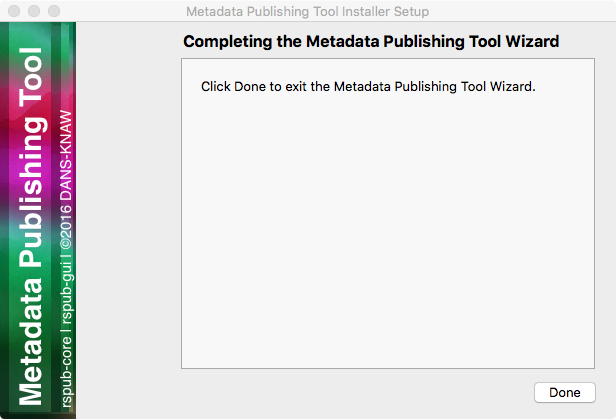 Metadata Publishing Tool Installer Setup
Metadata Publishing Tool
rspub-core | rspub-gui | ©2016 DANS-KNAW
Completing the Metadata Publishing Tool Wizard
Click Done to exit the Metadata Publishing Tool Wizard.
Done